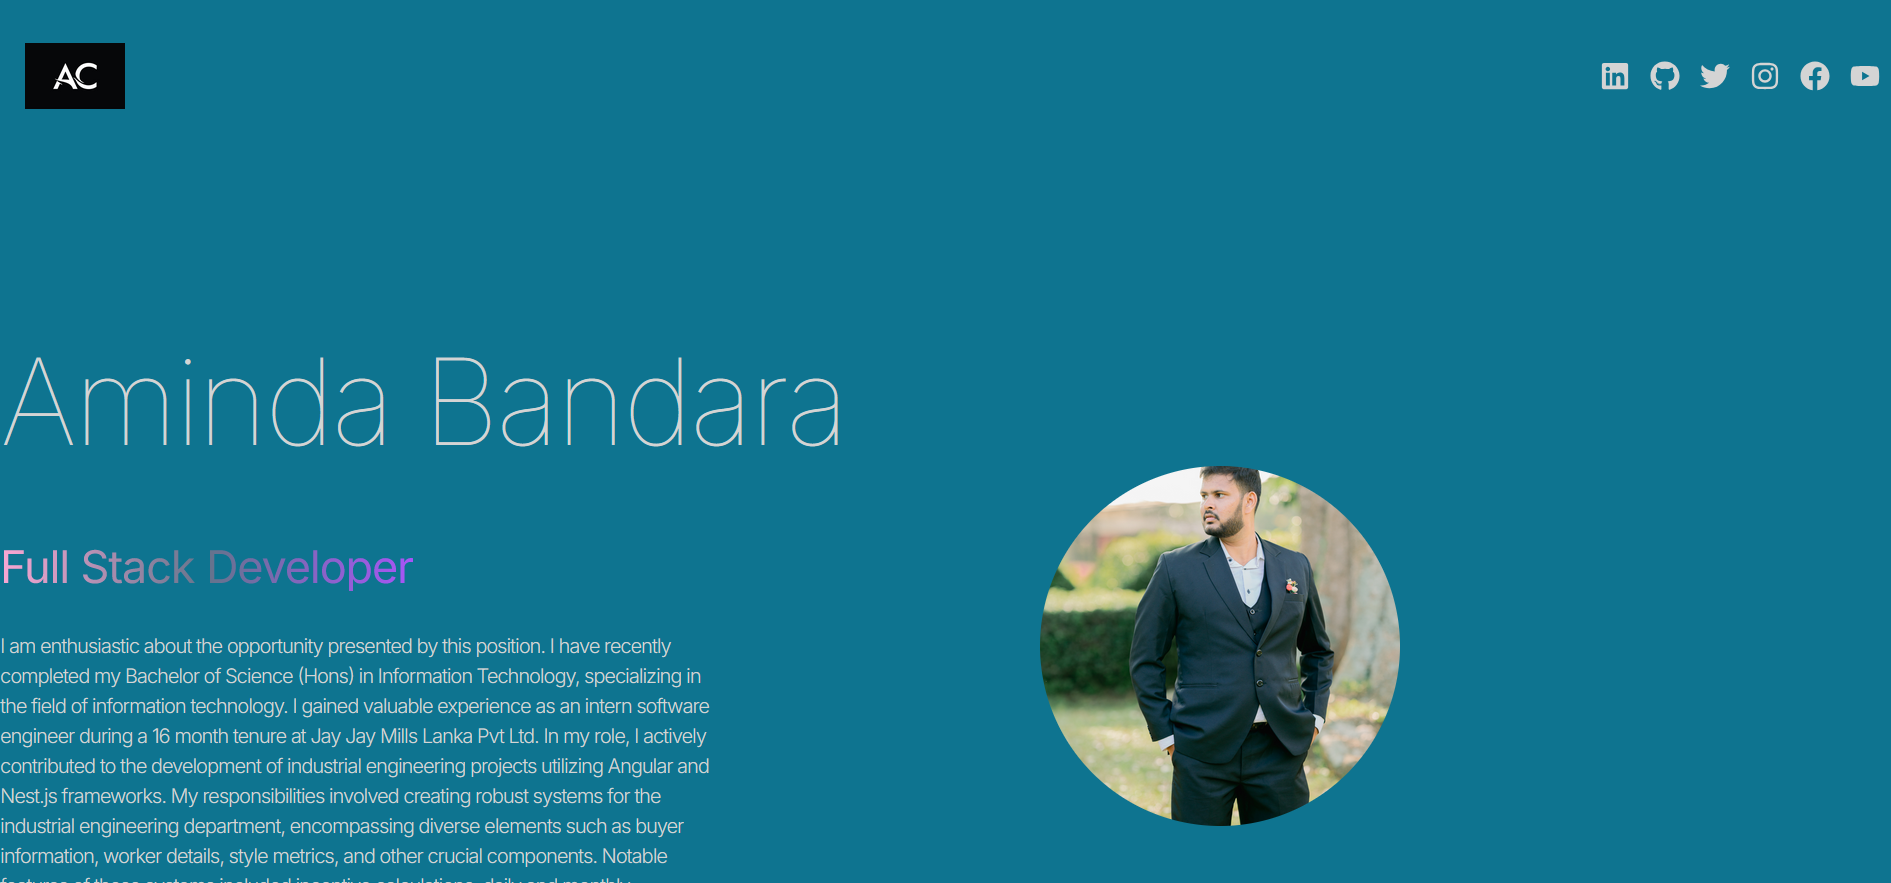 AC
Aminda Bandara
Full Stack Developer
I am enthusiastic about the opportunity presented by this position. I have recently
completed my Bachelor of Science (Hons) in Information Technology, specializing in
the field of information technology. I gained valuable experience as an intern software
engineer during a 16 month tenure at Jay Jay Mills Lanka Pvt Ltd. In my role, I actively
contributed to the development of industrial engineering projects utilizing Angular and
Nest.js frameworks. My responsibilities involved creating robust systems for the
industrial engineering department, encompassing diverse elements such as buyer
information, worker details, style metrics, and other crucial components. Notable